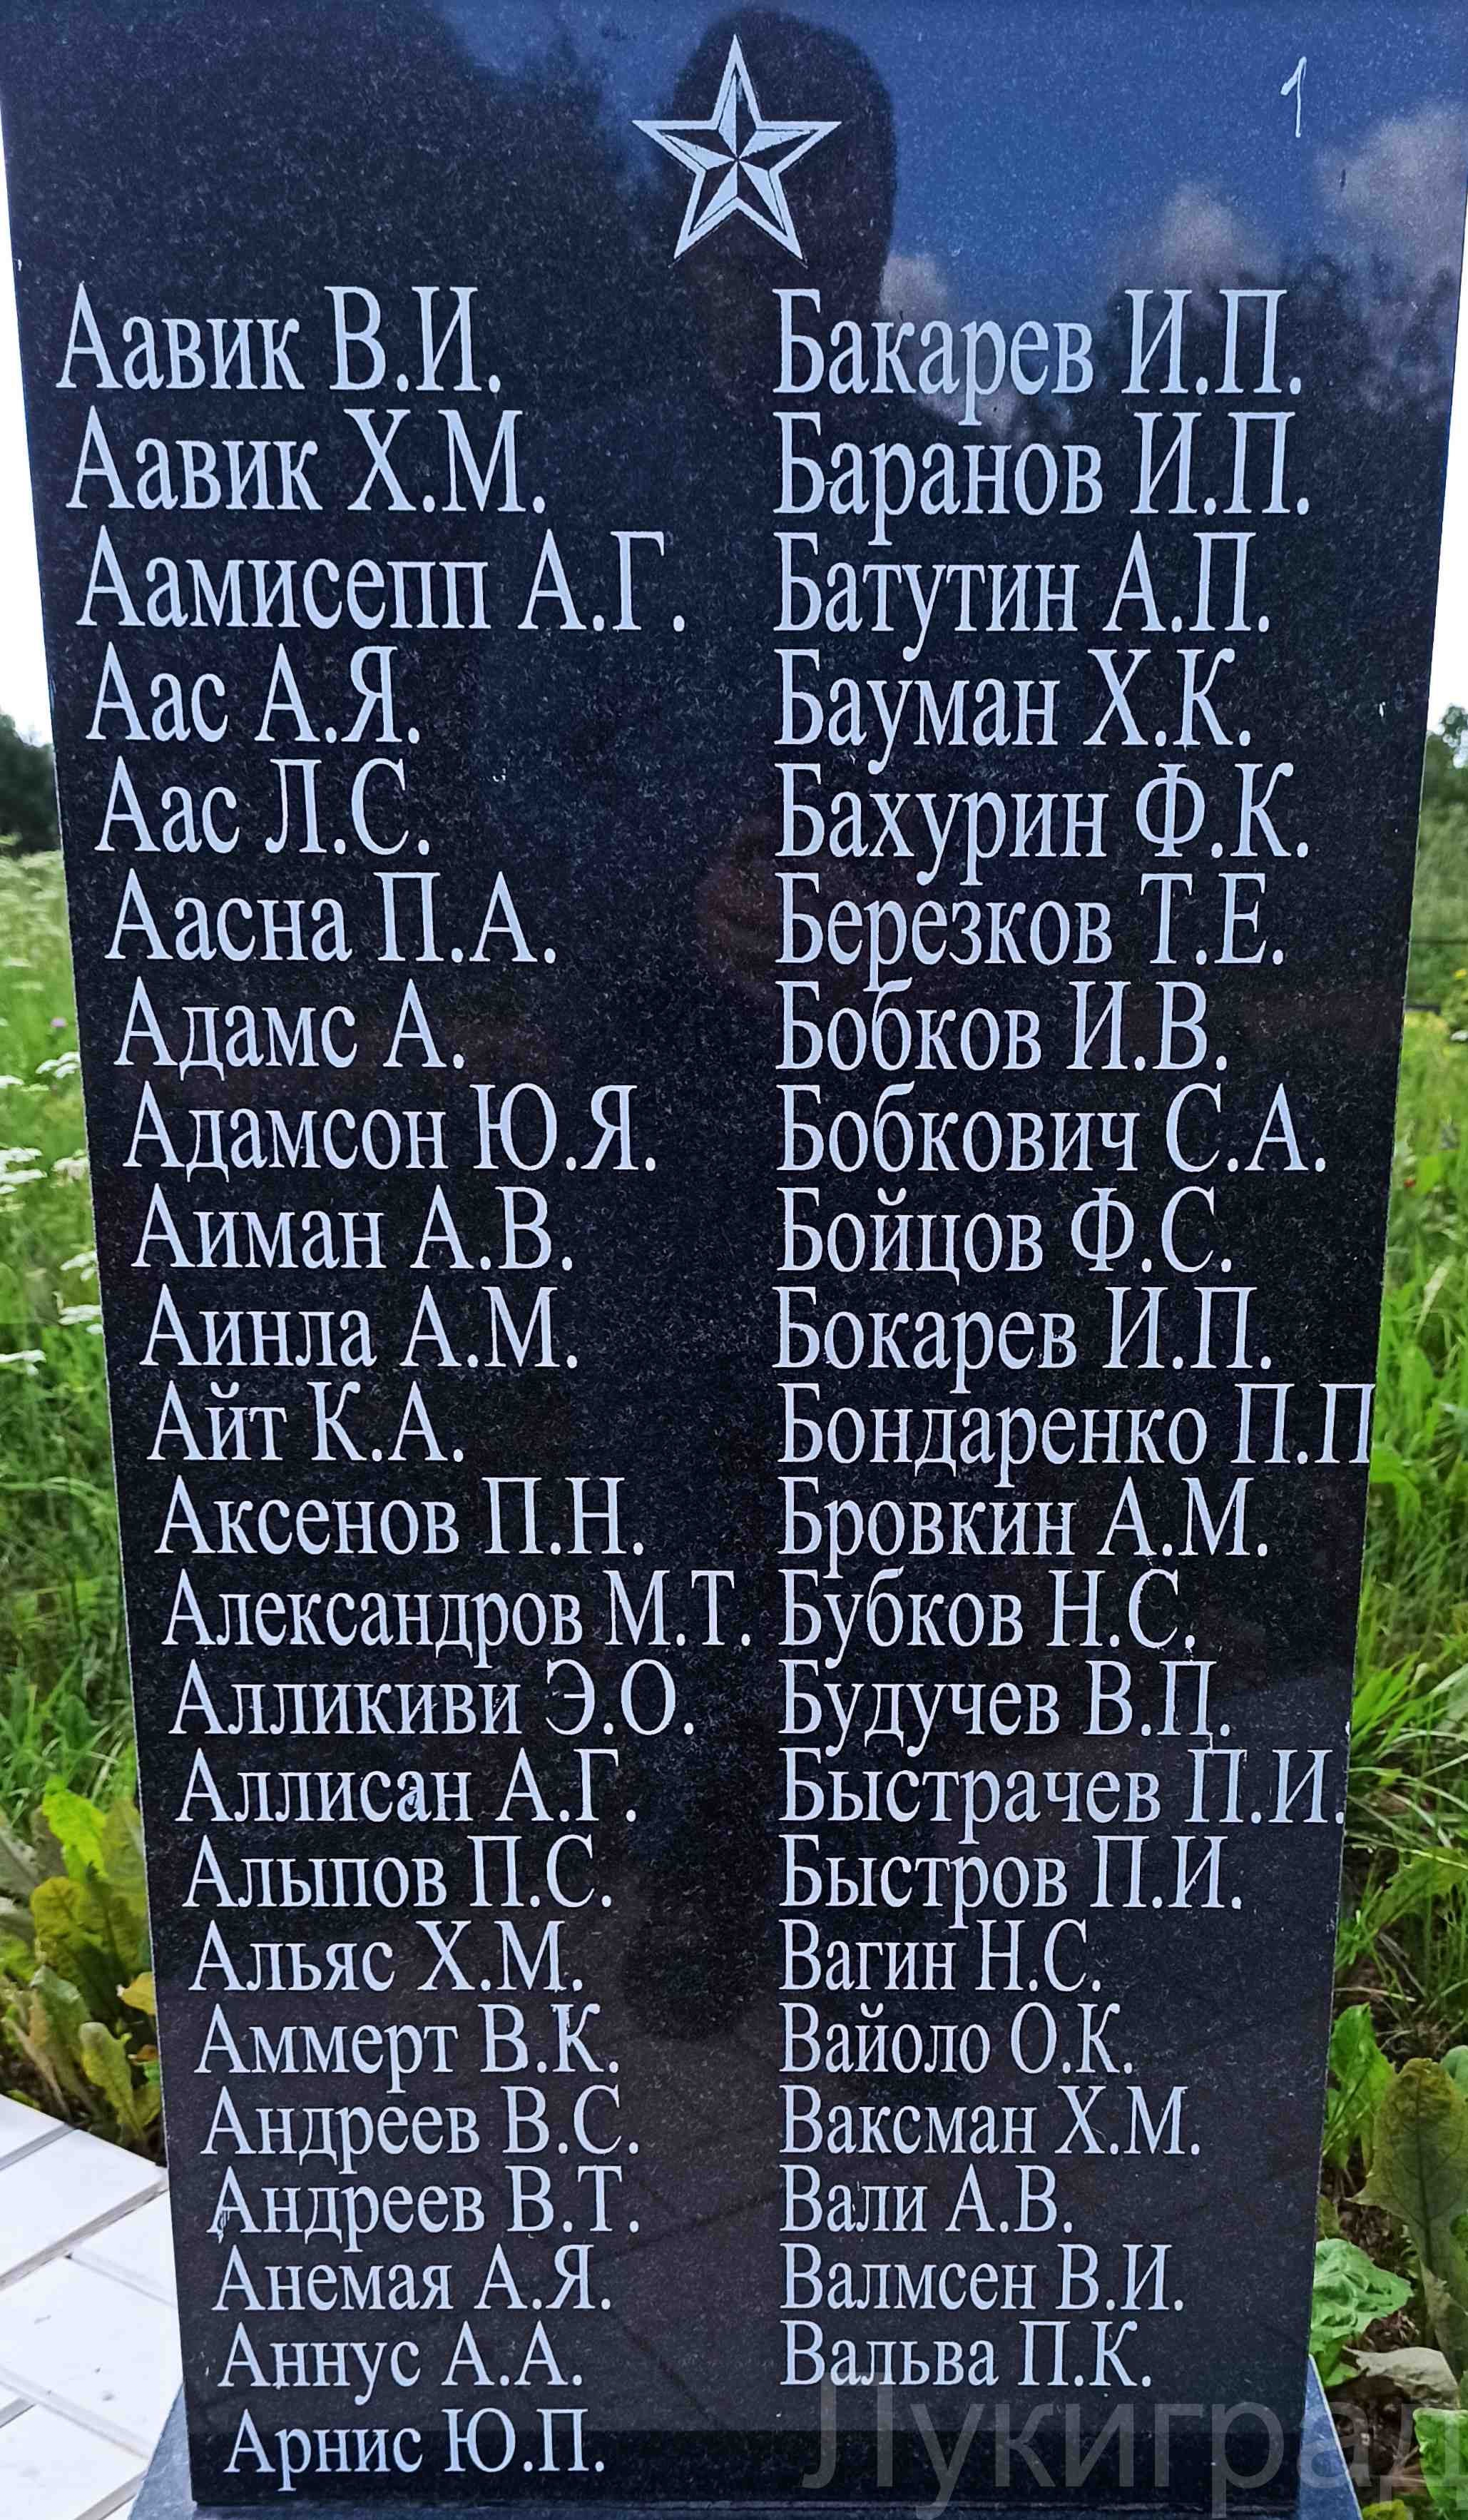 1
Аавик В.И.
Аавик Х.М.
Аамисепп А.Г.
Аас А.Я.
Аас Л.С.
Аасна П.А.
Адамс А.
Адамсон Ю.Я.
Аиман А.В.
Аинла А.М.
Айт К.А.
Аксенов П.Н.
Александров М.Т.
Алликиви Э.О.
Аллисан А.Г.
Алыпов П.С.
Альяс Х.М.
Аммерт В.К.
Андреев В.С.
Андреев В.Т.
Анемая А.Я.
Аннус А.А.
Арнис Ю.П.
Бакарев И.П.
Баранов И.П.
Батутин А.П.
Бауман Х.К.
Бахурин Ф.К.
Березков Т.Е.
Бобков И.В.
Бобкович С.А.
Бойцов Ф.С.
Бокарев И.П.
Бондаренко П.П
Бровкин А.М.
Бубков Н.С.
Будучев В.П.
Быстрачев П.И.
Быстров П.И.
Вагин Н.С.
Вайоло О.К.
Ваксман Х.М.
Вали А.В.
Валмсен В.И.
Вальва П.К.
Лукиград